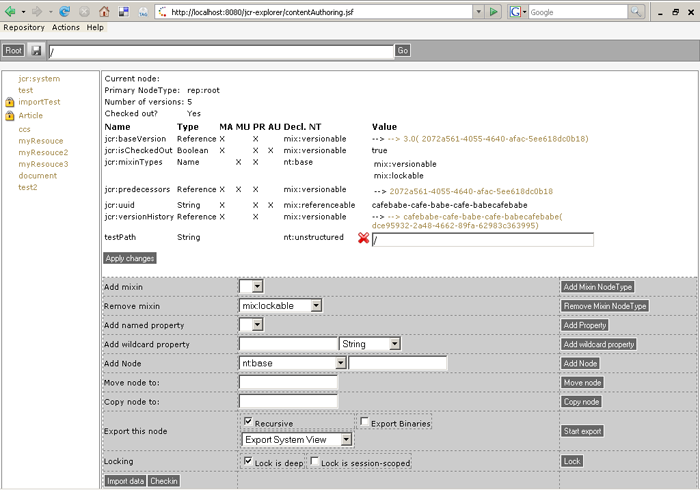 http://localhost:8080/jcr-explorer/contentAuthoring.jsf
Google
Repository Actions Help
Root / Go
jcr:system
test
importTest
Article
ccs
myResouce
myResouce2
myResouce3
document
test2
Current node:
Primary NodeType: rep:root
Number of versions: 5
Checked out? Yes
Name Type MA MU PR AU Decl. NT Value
jcr:baseVersion Reference X X mix:versionable --> --> 3.0( 2072a561-4055-4640-afac-5ee618dc0b18)
jcr:isCheckedOut Boolean X X X mix:versionable true
jcr:mixinTypes Name X X nt:base mix:versionable
mix:lockable
jcr:predecessors Reference X X X mix:versionable --> 2072a561-4055-4640-afac-5ee618dc0b18
jcr:uuid String X X X mix:referenceable cafebabe-cafe-babe-cafe-babecafebabe
jcr:versionHistory Reference X X mix:versionable --> --> cafebabe-cafe-babe-cafe-babecafebabe(
dce95932-2a48-4662-89fa-62983c363995)
testPath String nt:unstructured /
Apply changes
Add mixin Add Mixin NodeType
Remove mixin mix:lockable Remove Mixin NodeType
Add named property Add Property
Add wildcard property String Add wildcard property
Add Node nt:base Add Node
Move node to: Move node
Copy node to: Copy node
Export this node Recursive Export Binaries Start export
Export System View
Locking Lock is deep Lock is session-scoped Lock
Import data Checkin